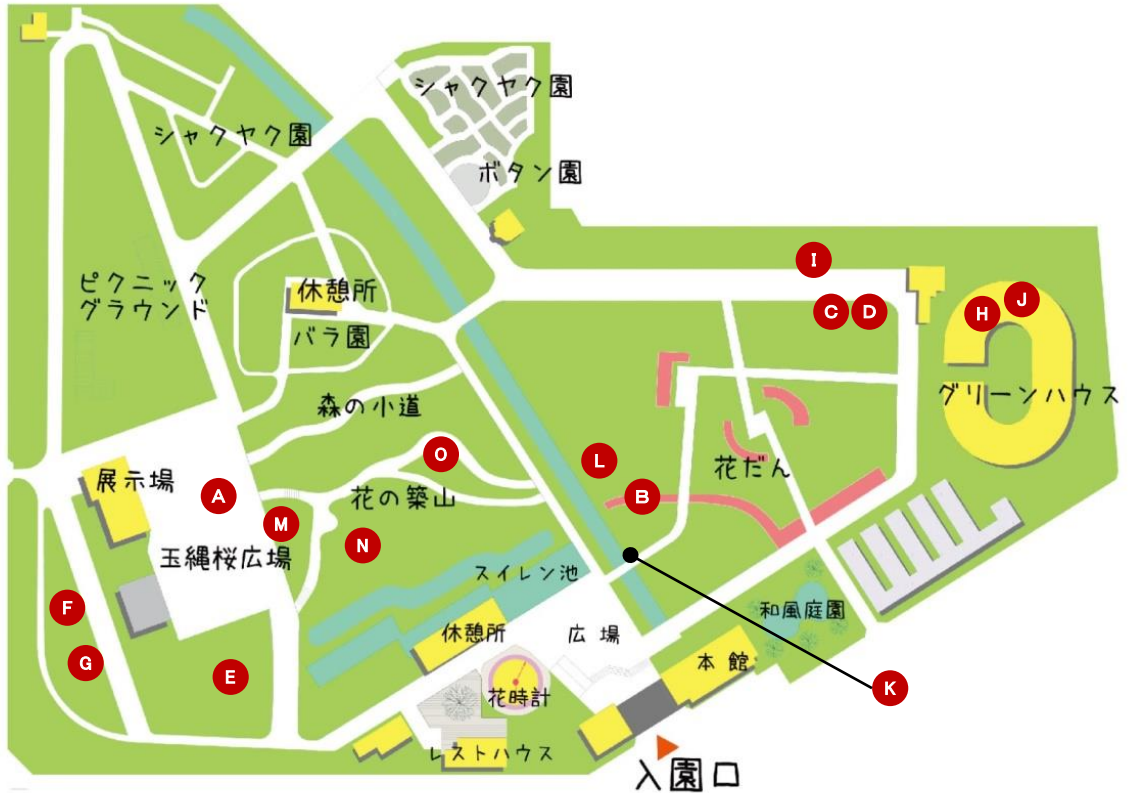 シャクヤク園
シャクヤク園
ボタン園
ピクニック
グラウンド
休憩所
バラ園
森の小道
I
C
D
H
J
グリーンハウス
展示場
A
O
L
花だん
B
花の築山
M
N
玉縄桜広場
スイレン池
F
G
E
休憩所
広場
和風庭園
本館
K
花時計
レストハウス
入園口